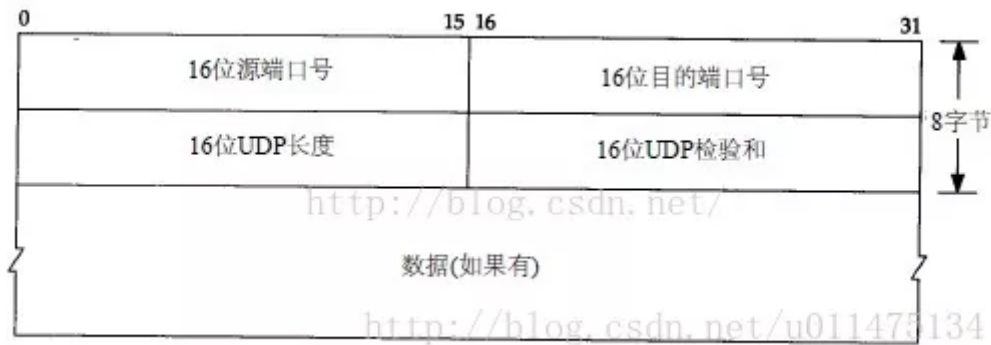 0 15 16 31
16位源端口号 16位目的端口号
8字节
16位UDP长度 16位UDP检验和
http://blog.csdn.net/
数据(如果有)
http://blog.csdn.net/u011475134